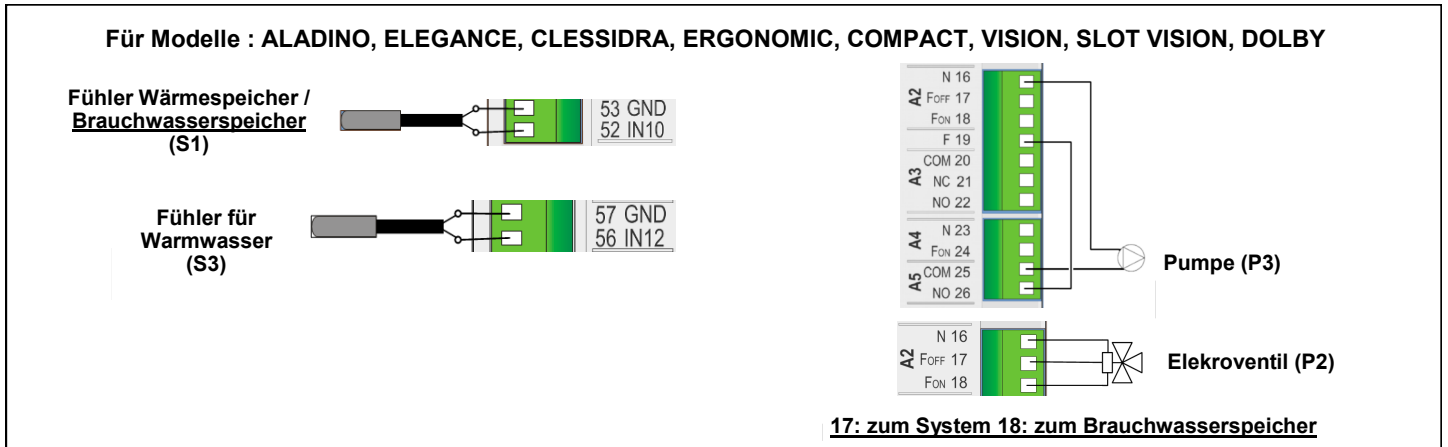 Für Modelle : ALADINO, ELEGANCE, CLESSIDRA, ERGONOMIC, COMPACT, VISION, SLOT VISION, DOLBY
Fühler Wärmespeicher /
Brauchwasserspeicher
(S1)
53 GND
52 IN10
Fühler für
Warmwasser
(S3)
57 GND
56 IN12
A2
N 16
FOFF 17
FON 18
F 19
A3
COM 20
NC 21
NO 22
A4
N 23
FON 24
A5
COM 25
NO 26
Pumpe (P3)
A2
N 16
FOFF 17
FON 18
Elekroventil (P2)
17: zum System 18: zum Brauchwasserspeicher